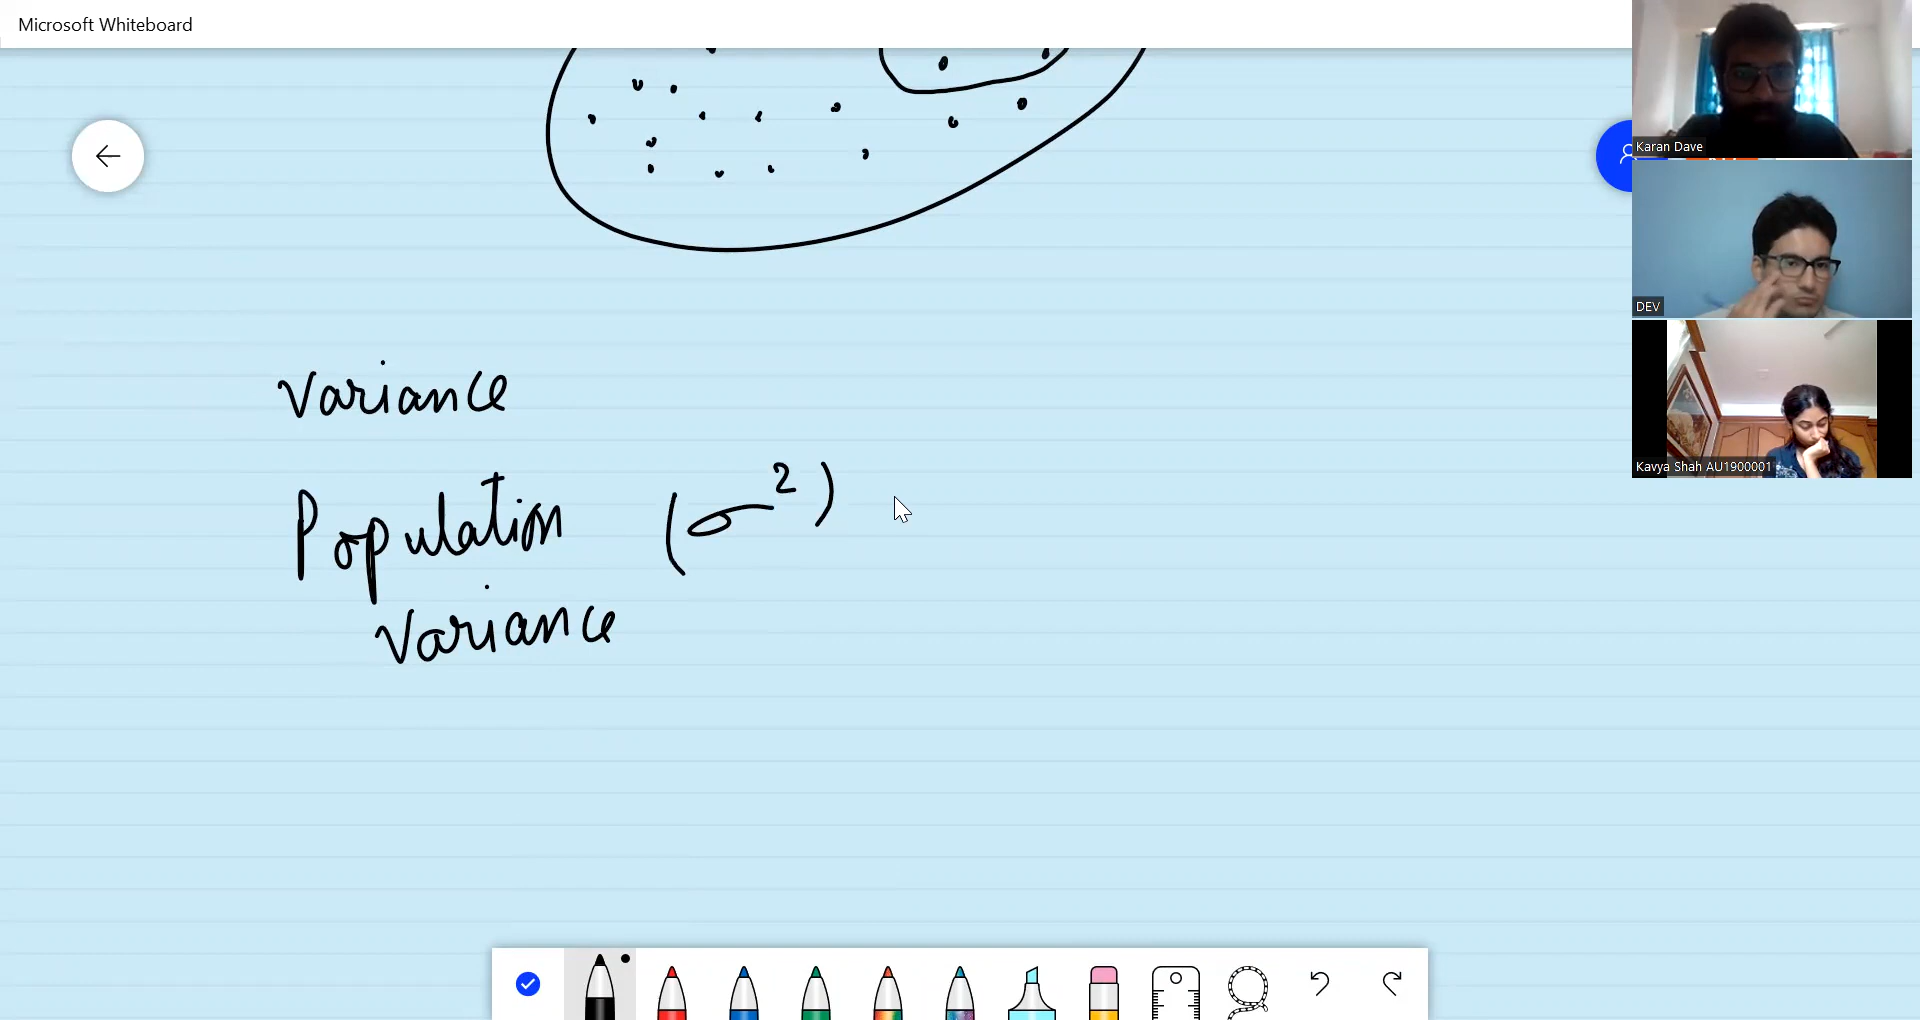 Microsoft Whiteboard
Karan Dave
DEV
Kavya Shah AU1900001
Variance
Population (σ²)
Variance